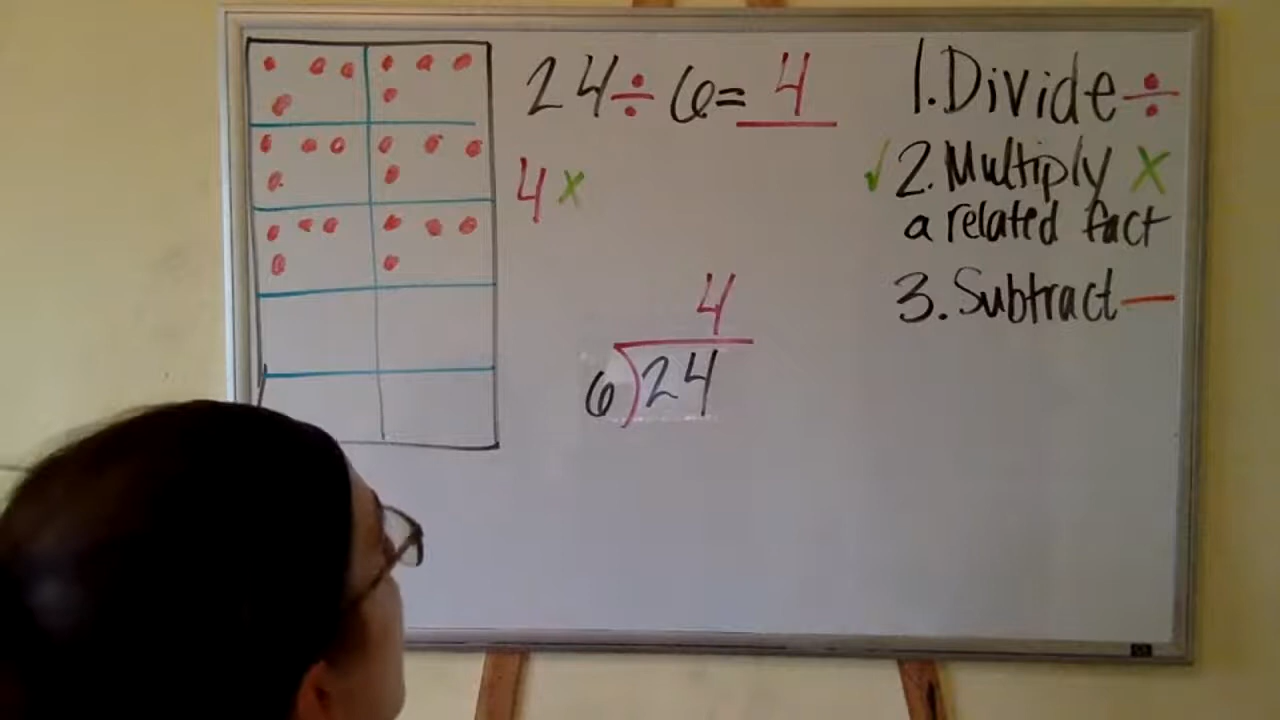 24÷6=4
4×
4
6)24
1. Divide ÷
✓2. Multiply ×
a related fact
3. Subtract —